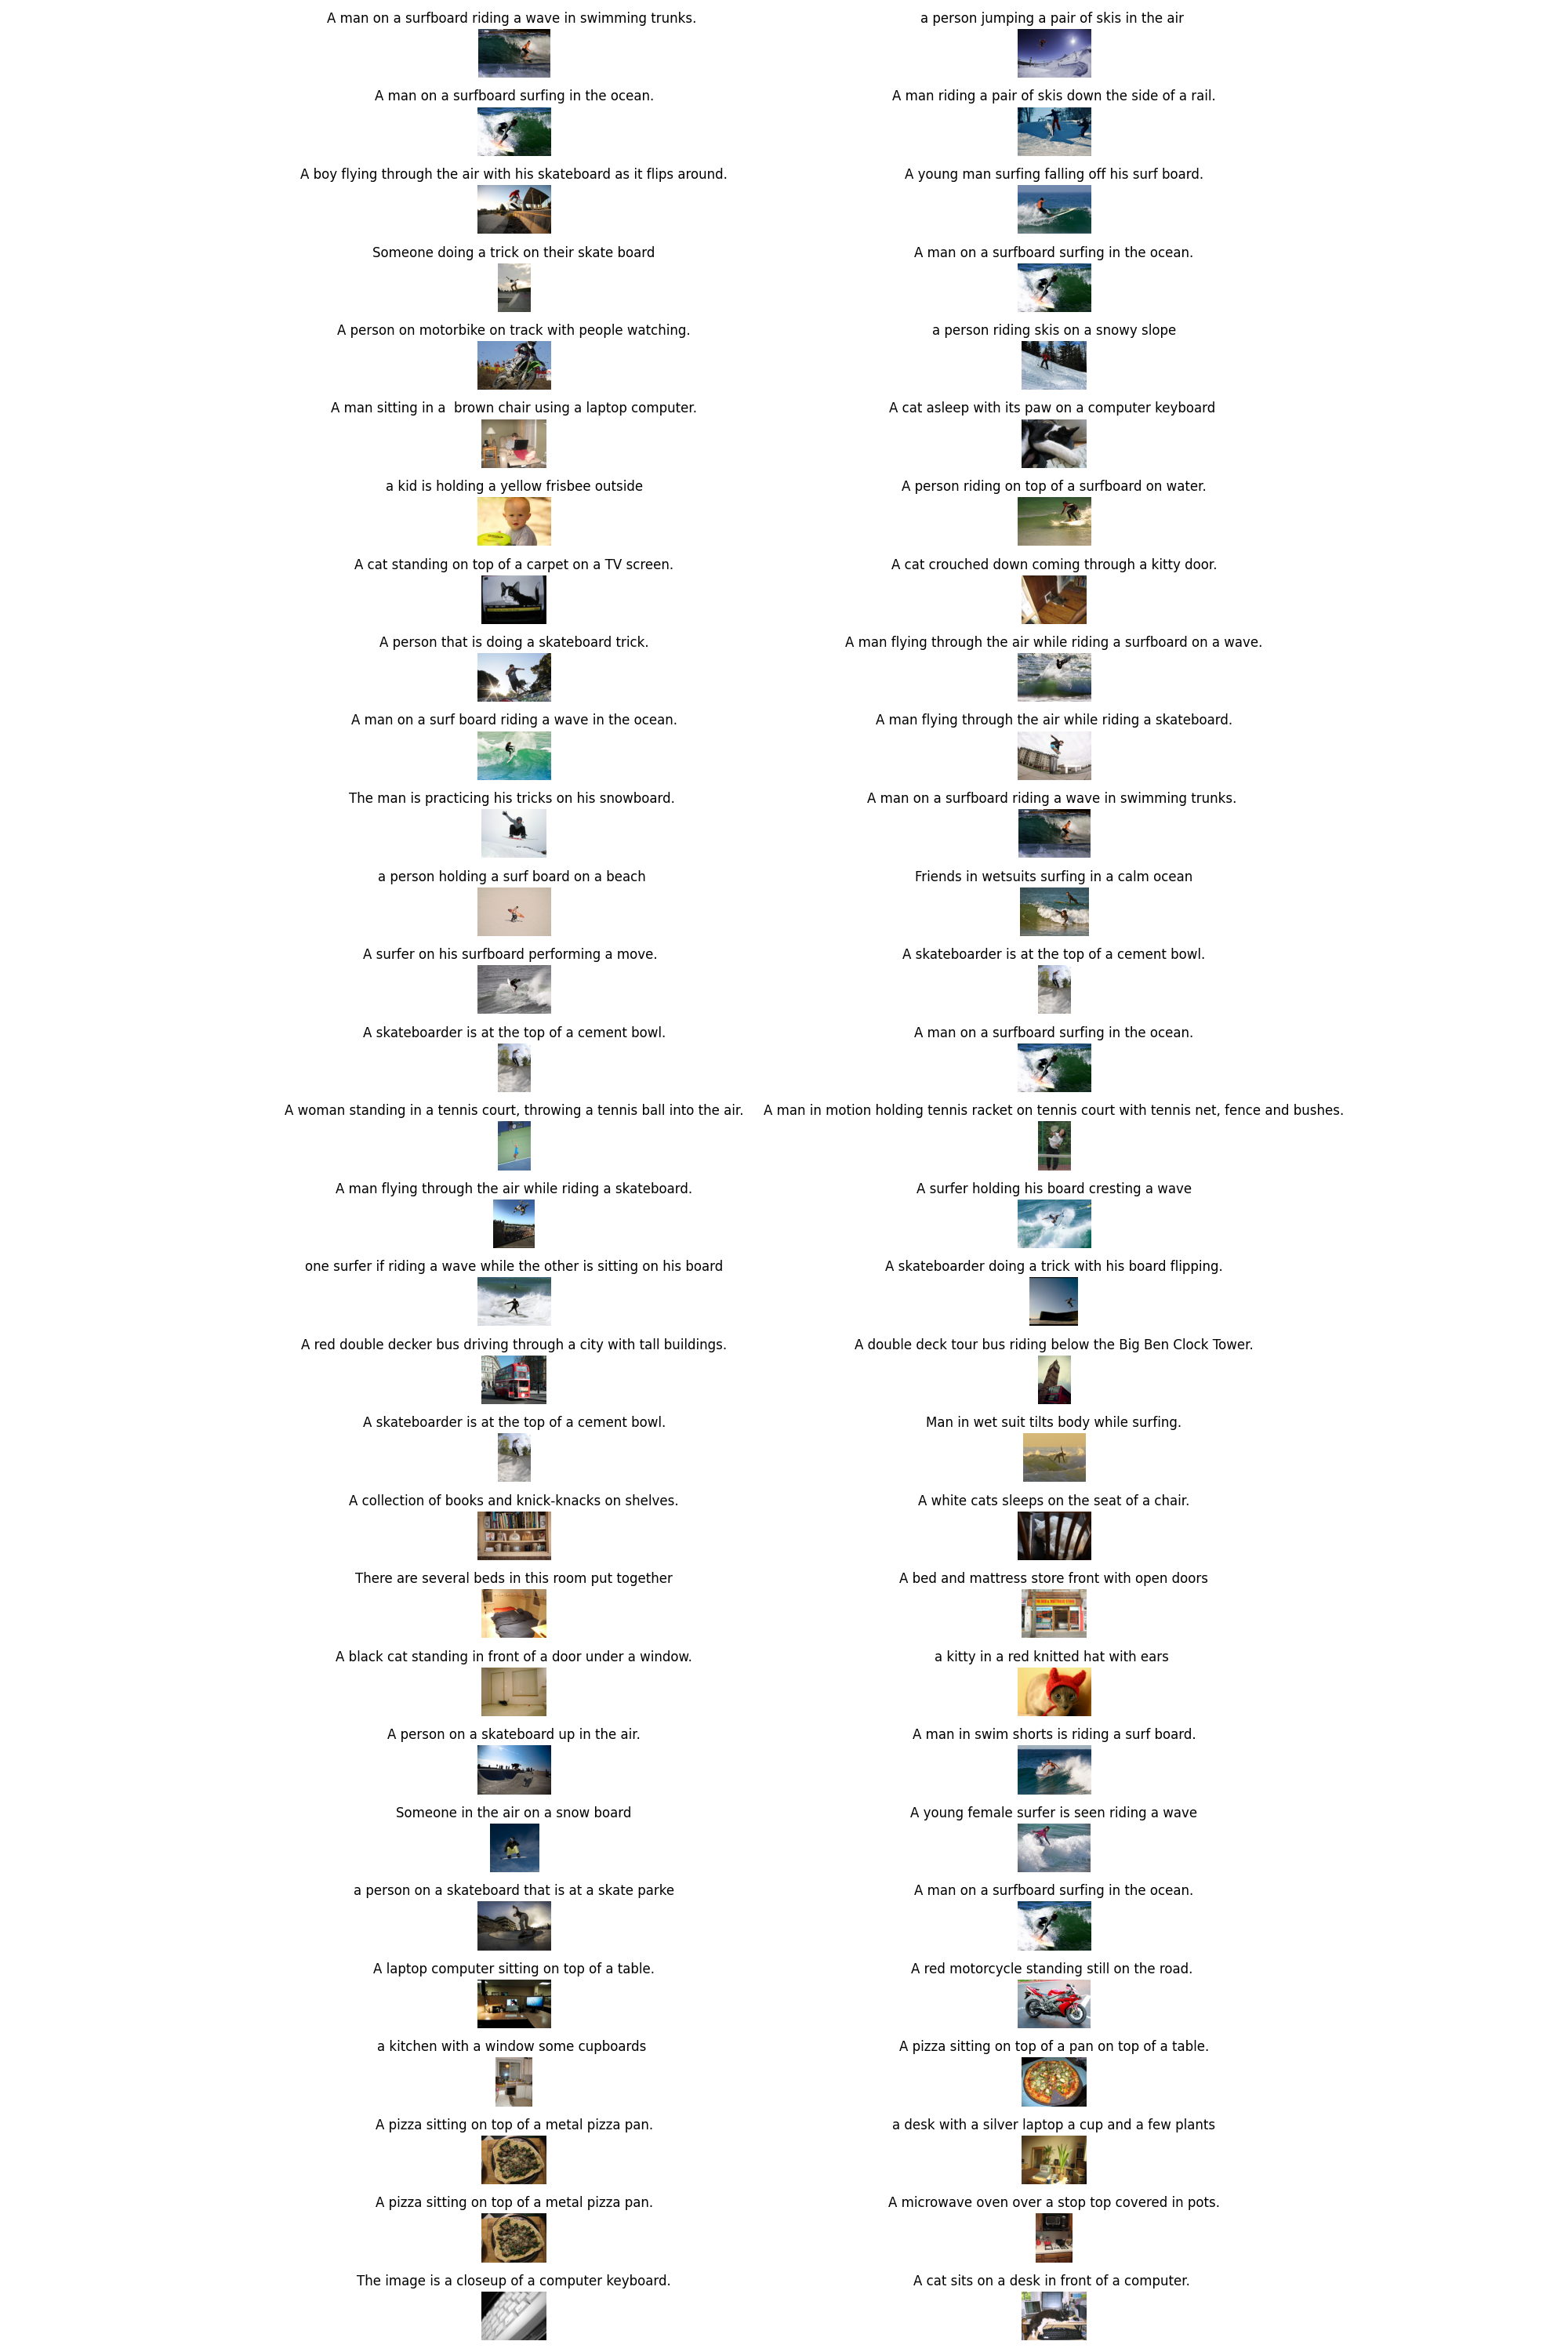 A man on a surfboard riding a wave in swimming trunks.
a person jumping a pair of skis in the air
A man on a surfboard surfing in the ocean.
A man riding a pair of skis down the side of a rail.
A boy flying through the air with his skateboard as it flips around.
A young man surfing falling off his surf board.
Someone doing a trick on their skate board
A man on a surfboard surfing in the ocean.
A person on motorbike on track with people watching.
a person riding skis on a snowy slope
A man sitting in a  brown chair using a laptop computer.
A cat asleep with its paw on a computer keyboard
a kid is holding a yellow frisbee outside
A person riding on top of a surfboard on water.
A cat standing on top of a carpet on a TV screen.
A cat crouched down coming through a kitty door.
A person that is doing a skateboard trick.
A man flying through the air while riding a surfboard on a wave.
A man on a surf board riding a wave in the ocean.
A man flying through the air while riding a skateboard.
The man is practicing his tricks on his snowboard.
A man on a surfboard riding a wave in swimming trunks.
a person holding a surf board on a beach
Friends in wetsuits surfing in a calm ocean
A surfer on his surfboard performing a move.
A skateboarder is at the top of a cement bowl.
A skateboarder is at the top of a cement bowl.
A man on a surfboard surfing in the ocean.
A woman standing in a tennis court, throwing a tennis ball into the air.
A man in motion holding tennis racket on tennis court with tennis net, fence and bushes.
A man flying through the air while riding a skateboard.
A surfer holding his board cresting a wave
one surfer if riding a wave while the other is sitting on his board
A skateboarder doing a trick with his board flipping.
A red double decker bus driving through a city with tall buildings.
A double deck tour bus riding below the Big Ben Clock Tower.
A skateboarder is at the top of a cement bowl.
Man in wet suit tilts body while surfing.
A collection of books and knick-knacks on shelves.
A white cats sleeps on the seat of a chair.
There are several beds in this room put together
A bed and mattress store front with open doors
A black cat standing in front of a door under a window.
a kitty in a red knitted hat with ears
A person on a skateboard up in the air.
A man in swim shorts is riding a surf board.
Someone in the air on a snow board
A young female surfer is seen riding a wave
a person on a skateboard that is at a skate parke
A man on a surfboard surfing in the ocean.
A laptop computer sitting on top of a table.
A red motorcycle standing still on the road.
a kitchen with a window some cupboards
A pizza sitting on top of a pan on top of a table.
A pizza sitting on top of a metal pizza pan.
a desk with a silver laptop a cup and a few plants
A pizza sitting on top of a metal pizza pan.
A microwave oven over a stop top covered in pots.
The image is a closeup of a computer keyboard.
A cat sits on a desk in front of a computer.